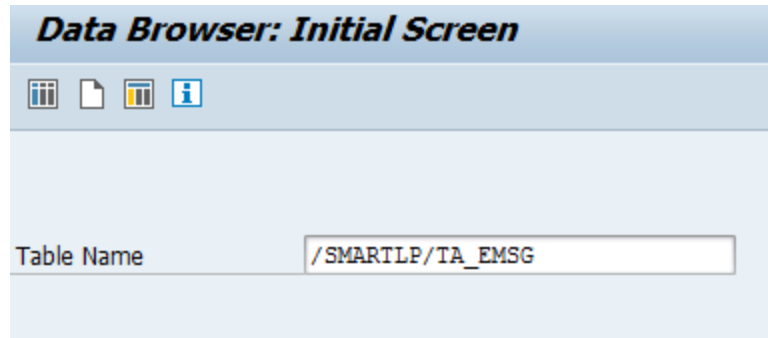 Data Browser: Initial Screen
Table Name /SMARTLP/TA_EMSG